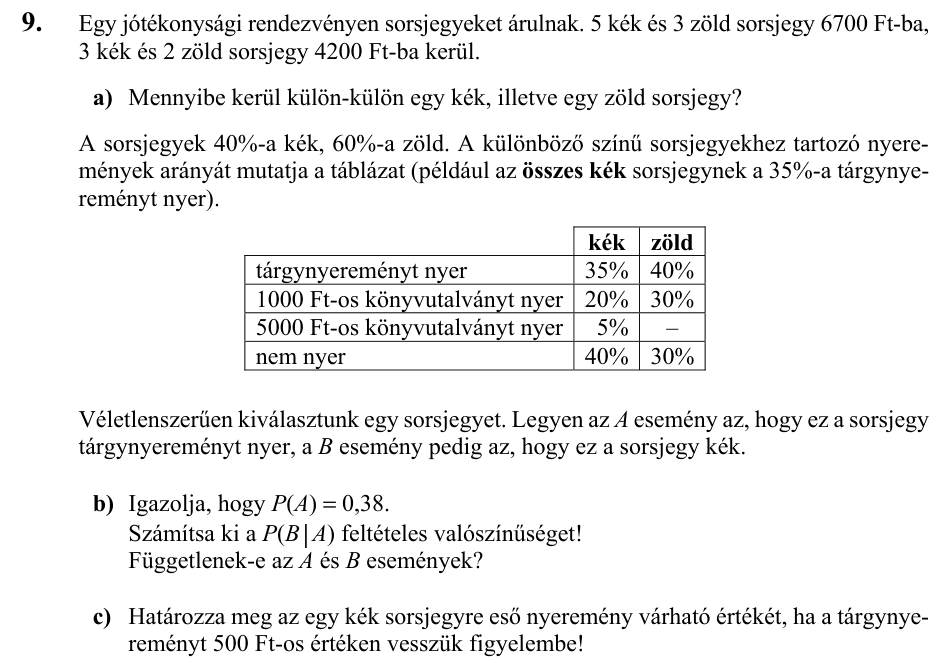 9. Egy jótékonysági rendezvényen sorsjegyeket árulnak. 5 kék és 3 zöld sorsjegy 6700 Ft-ba,
3 kék és 2 zöld sorsjegy 4200 Ft-ba kerül.
a) Mennyibe kerül külön-külön egy kék, illetve egy zöld sorsjegy?
A sorsjegyek 40%-a kék, 60%-a zöld. A különböző színű sorsjegyekhez tartozó nyere-
mények arányát mutatja a táblázat (például az összes kék sorsjegynek a 35%-a tárgynye-
reményt nyer).
kék zöld
tárgynyereményt nyer 35% 40%
1000 Ft-os könyvutalványt nyer 20% 30%
5000 Ft-os könyvutalványt nyer 5% –
nem nyer 40% 30%
Véletlenszerűen kiválasztunk egy sorsjegyet. Legyen az A esemény az, hogy ez a sorsjegy
tárgynyereményt nyer, a B esemény pedig az, hogy ez a sorsjegy kék.
b) Igazolja, hogy P(A) = 0,38.
Számítsa ki a P(B|A) feltételes valószínűséget!
Függetlenek-e az A és B események?
c) Határozza meg az egy kék sorsjegyre eső nyeremény várható értékét, ha a tárgynye-
reményt 500 Ft-os értéken vesszük figyelembe!